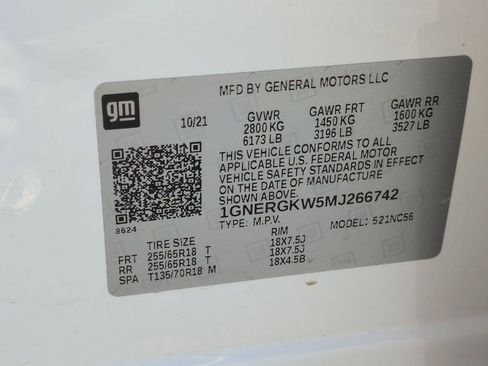 MFD BY GENERAL MOTORS LLC
gm
10/21 GVWR GAWR FRT GAWR RR
2800 KG 1450 KG 1600 KG
6173 LB 3196 LB 3527 LB
THIS VEHICLE CONFORMS TO ALL
APPLICABLE U.S. FEDERAL MOTOR
VEHICLE SAFETY STANDARDS IN EFFECT
ON THE DATE OF MANUFACTURE
SHOWN ABOVE.
1GNERGKW5MJ266742
8624
TYPE: M.P.V. MODEL: 521NC56
TIRE SIZE RIM
FRT 255/65R18 T 18X7.5J
RR 255/65R18 T 18X7.5J
SPA T135/70R18 M 18X4.5B